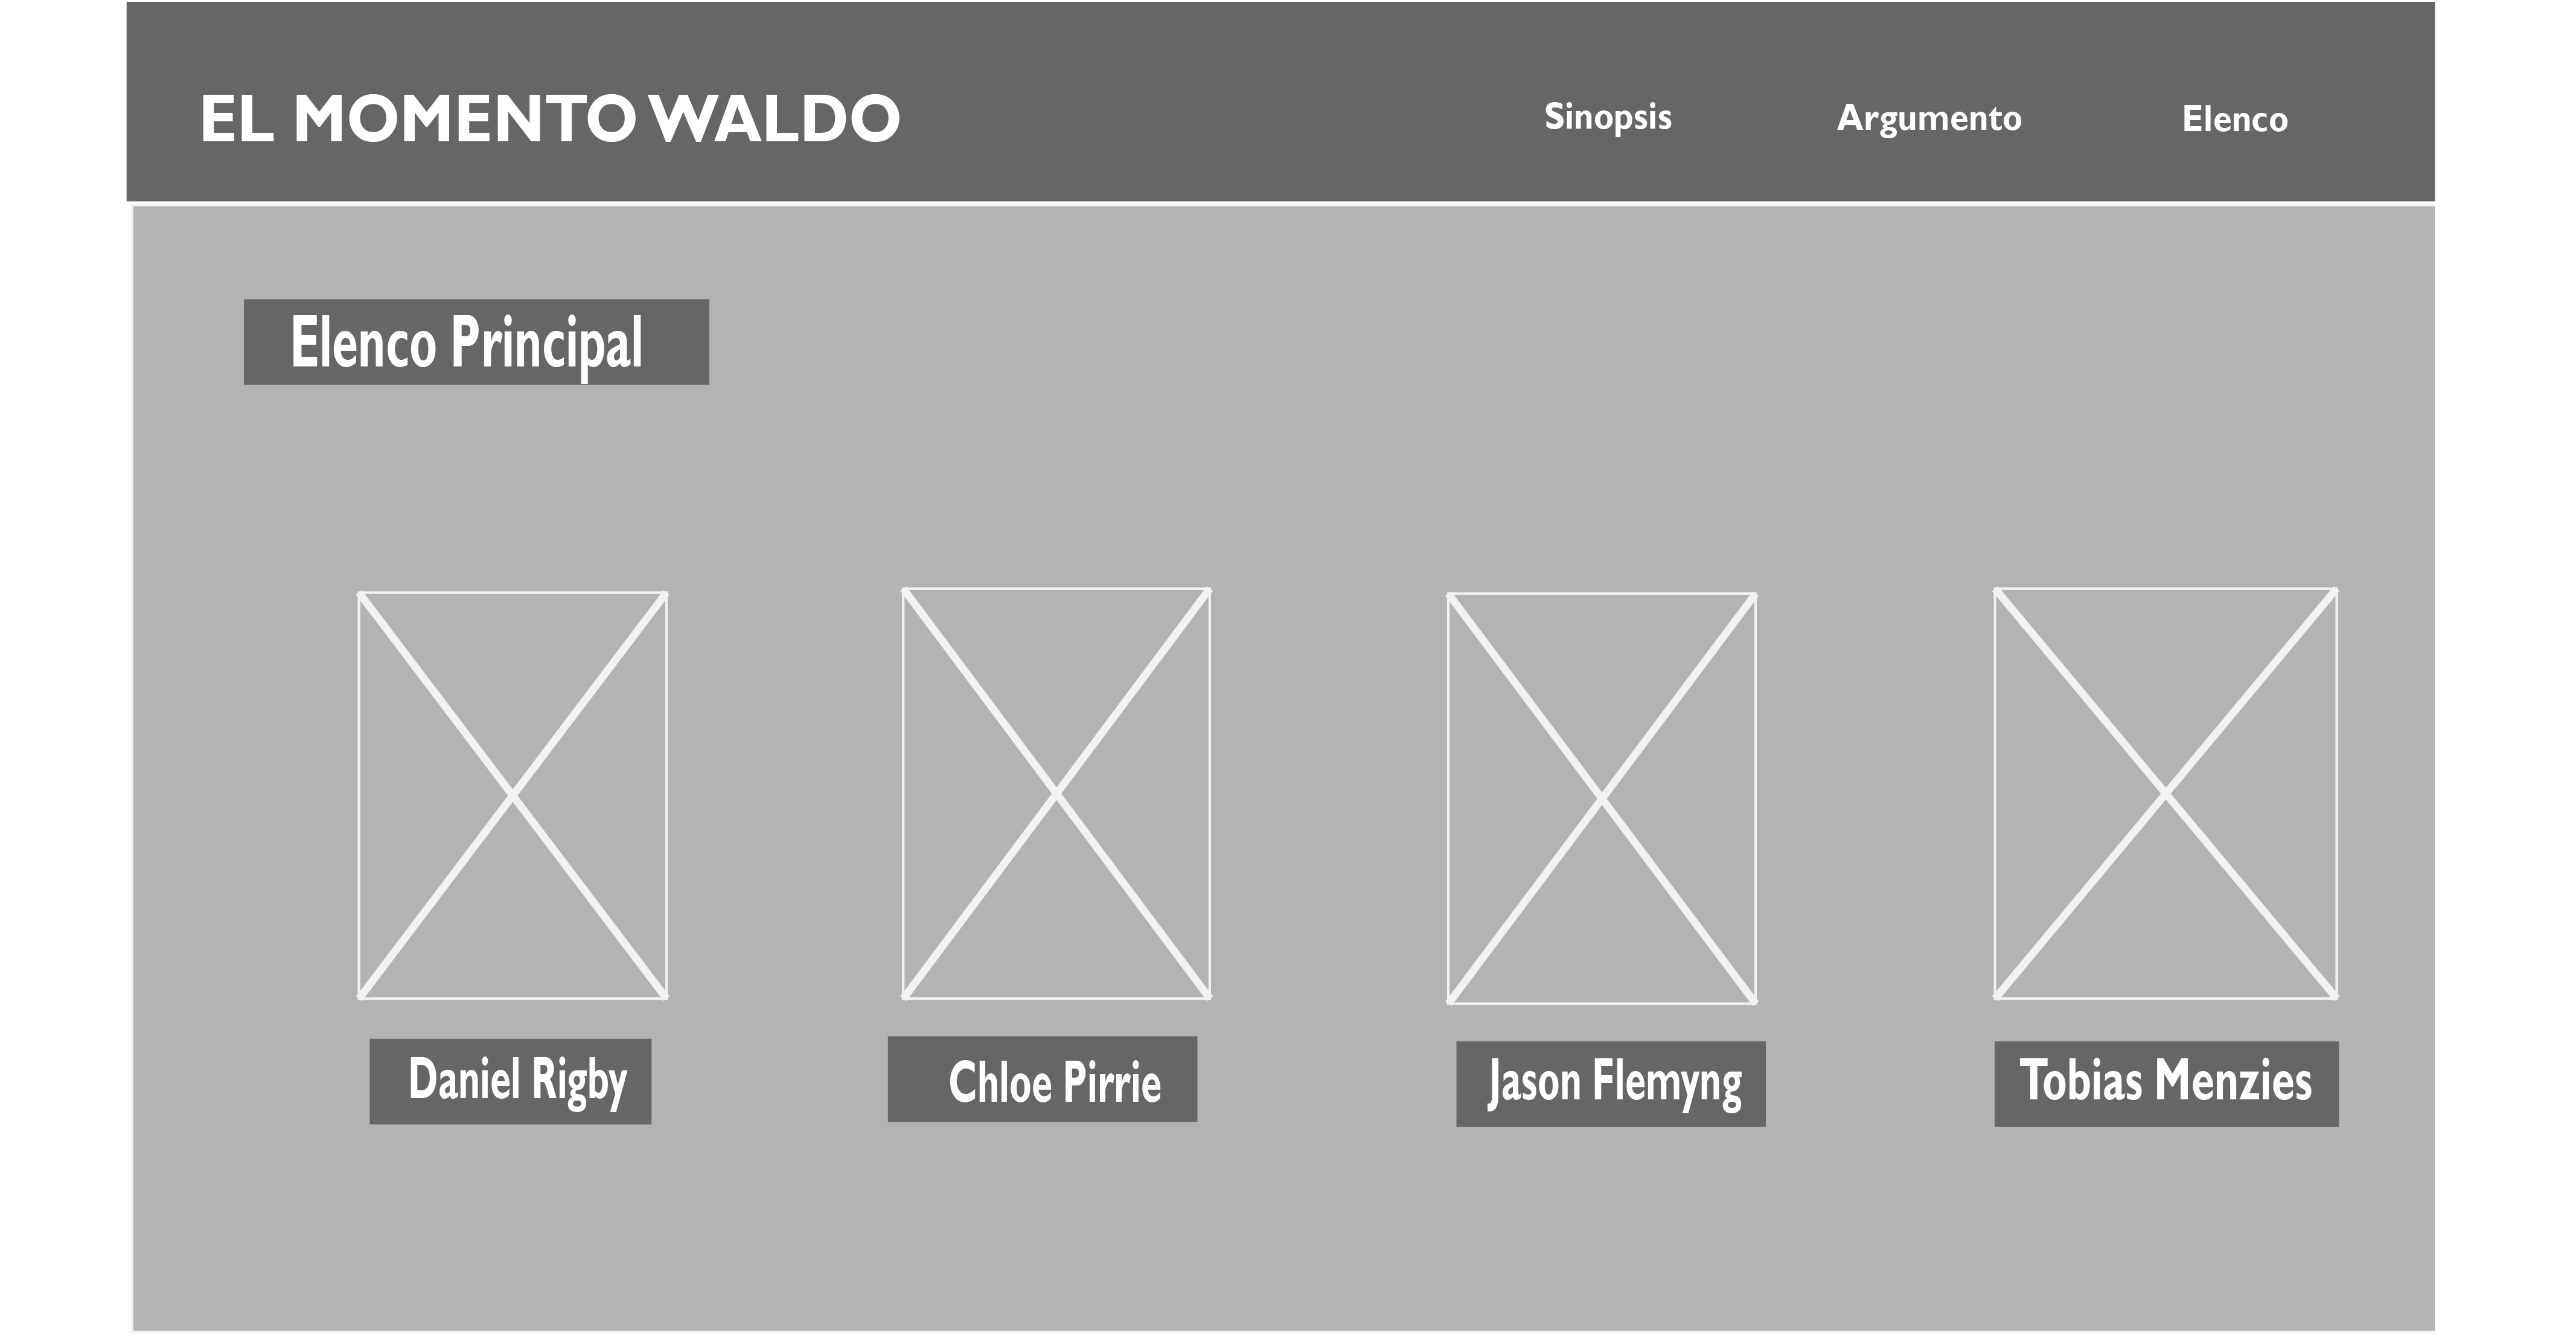 EL MOMENTO WALDO
Sinopsis
Argumento
Elenco
Elenco Principal
Daniel Rigby
Chloe Pirrie
Jason Flemyng
Tobias Menzies